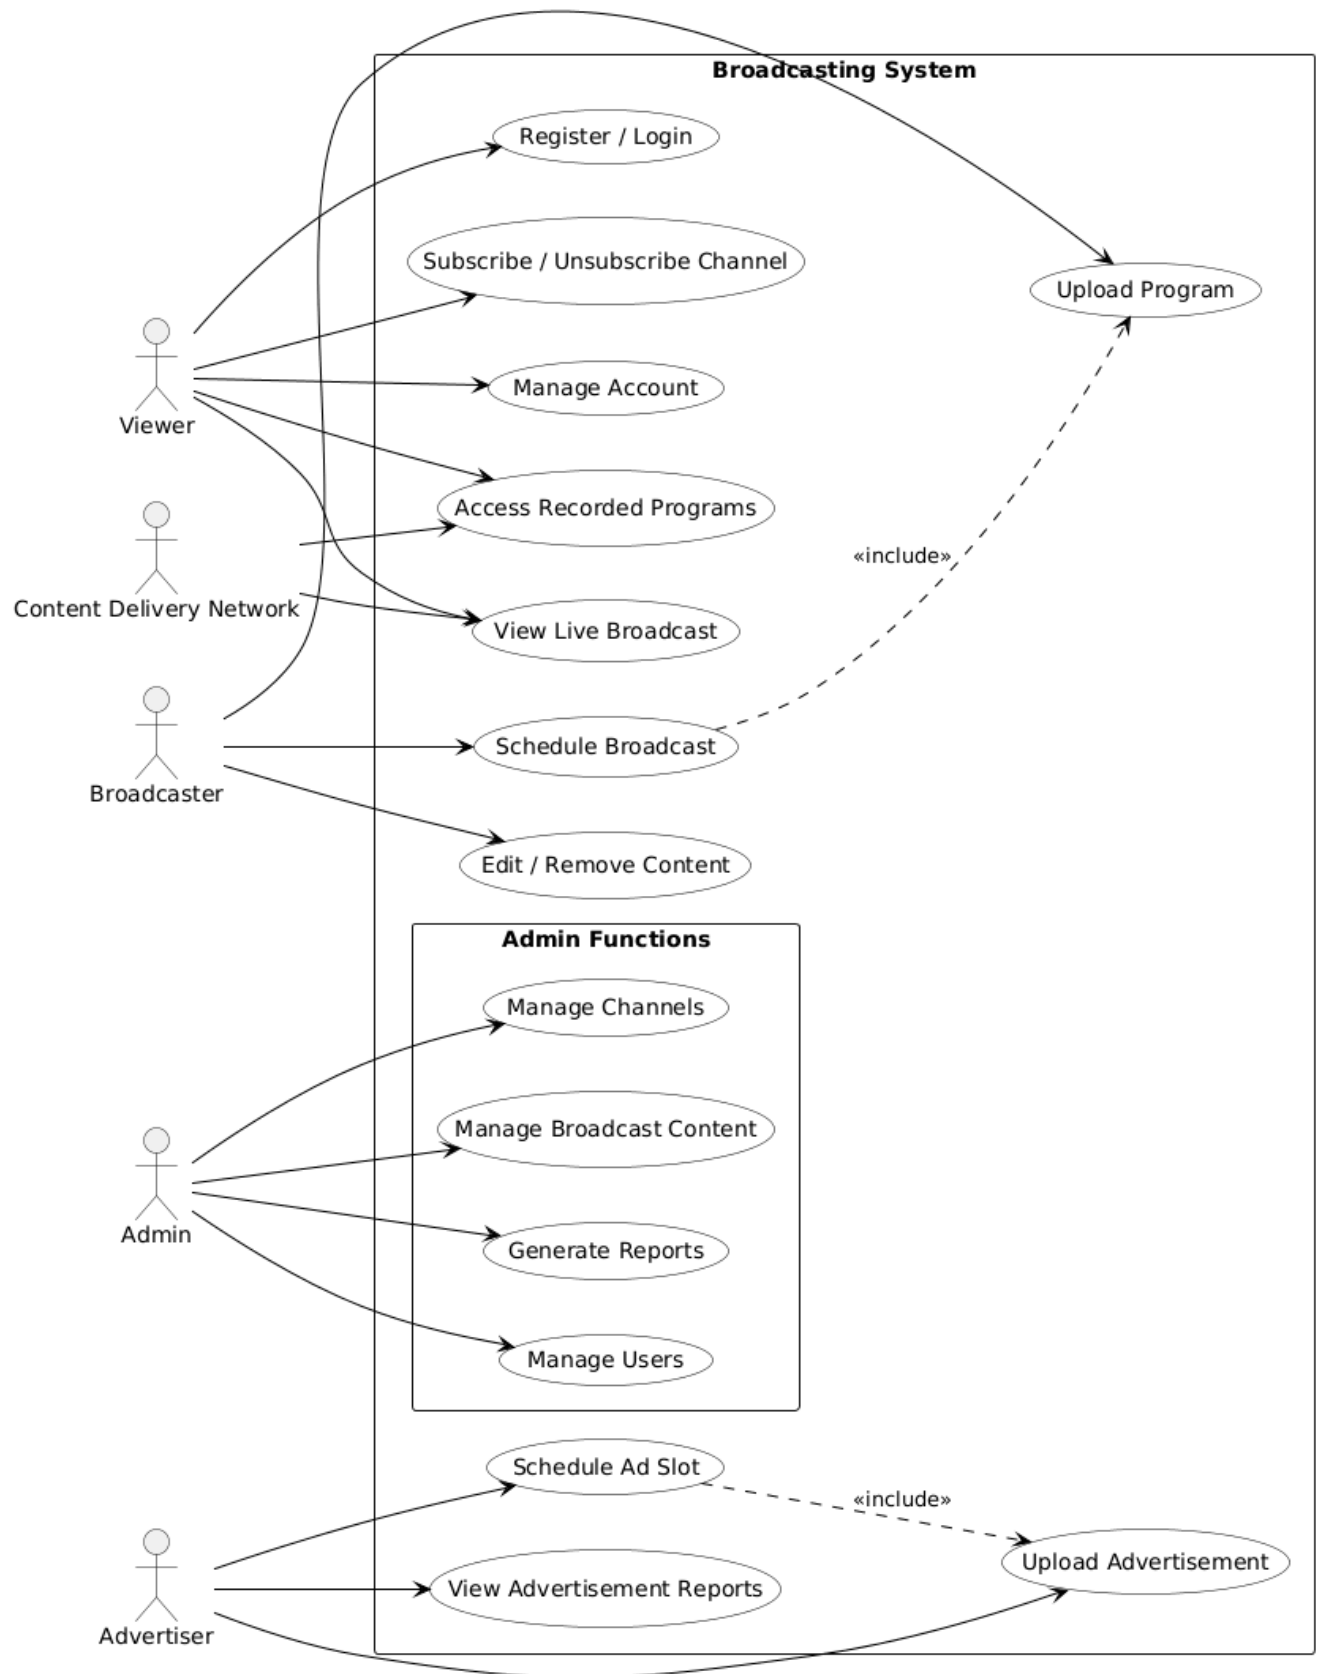 Broadcasting System
Register / Login
Subscribe / Unsubscribe Channel
Upload Program
Manage Account
Viewer
Access Recorded Programs
«include»
Content Delivery Network
View Live Broadcast
Schedule Broadcast
Broadcaster
Edit / Remove Content
Admin Functions
Manage Channels
Manage Broadcast Content
Admin
Generate Reports
Manage Users
Schedule Ad Slot
«include»
Upload Advertisement
View Advertisement Reports
Advertiser